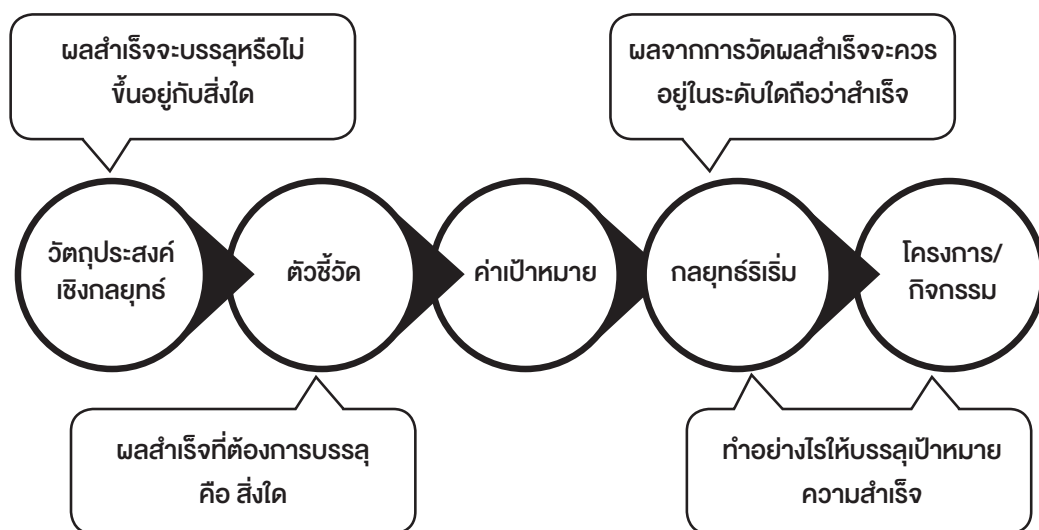 ผลสำเร็จจะบรรลุหรือไม่
ขึ้นอยู่กับสิ่งใด
ผลจากการวัดผลสำเร็จจะควร
อยู่ในระดับใดถือว่าสำเร็จ
วัตถุประสงค์
เชิงกลยุทธ์
ตัวชี้วัด
ค่าเป้าหมาย
กลยุทธ์ริเริ่ม
โครงการ/
กิจกรรม
ผลสำเร็จที่ต้องการบรรลุ
คือ สิ่งใด
ทำอย่างไรให้บรรลุเป้าหมาย
ความสำเร็จ